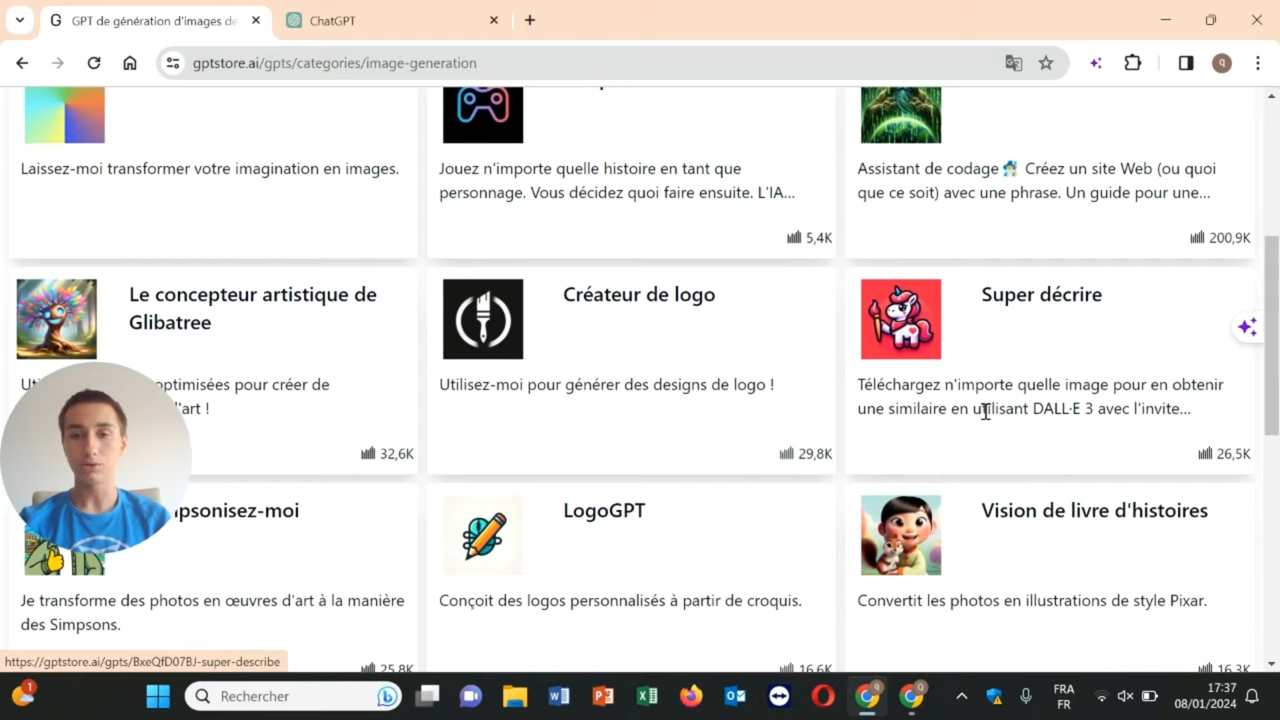 GPT de génération d'images de
ChatGPT
gptstore.ai/gpts/categories/image-generation
q
Laissez-moi transformer votre imagination en images.
Jouez n'importe quelle histoire en tant que
personnage. Vous décidez quoi faire ensuite. L'IA...
5,4K
Assistant de codage Créez un site Web (ou quoi
que ce soit) avec une phrase. Un guide pour une...
200,9K
Le concepteur artistique de
Glibatree
optimisées pour créer de
l'art !
32,6K
Créateur de logo
Utilisez-moi pour générer des designs de logo !
29,8K
Super décrire
Téléchargez n'importe quelle image pour en obtenir
une similaire en utilisant DALL·E 3 avec l'invite...
26,5K
psonisez-moi
Je transforme des photos en œuvres d'art à la manière
des Simpsons.
25,8K
LogoGPT
Conçoit des logos personnalisés à partir de croquis.
16,6K
Vision de livre d'histoires
Convertit les photos en illustrations de style Pixar.
16,3K
https://gptstore.ai/gpts/BxeQfD07BJ-super-describe
1
Rechercher
FRA
FR
17:37
08/01/2024